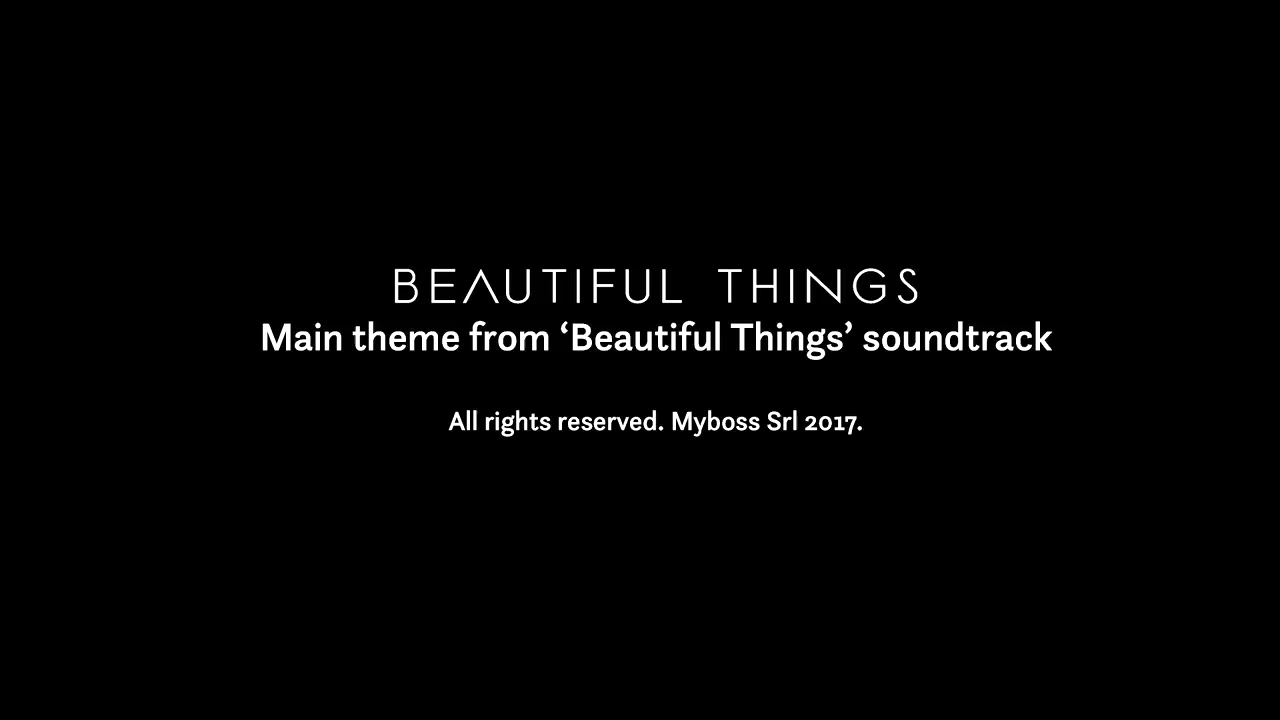 BEAUTIFUL THINGS
Main theme from ‘Beautiful Things’ soundtrack
All rights reserved. Myboss Srl 2017.